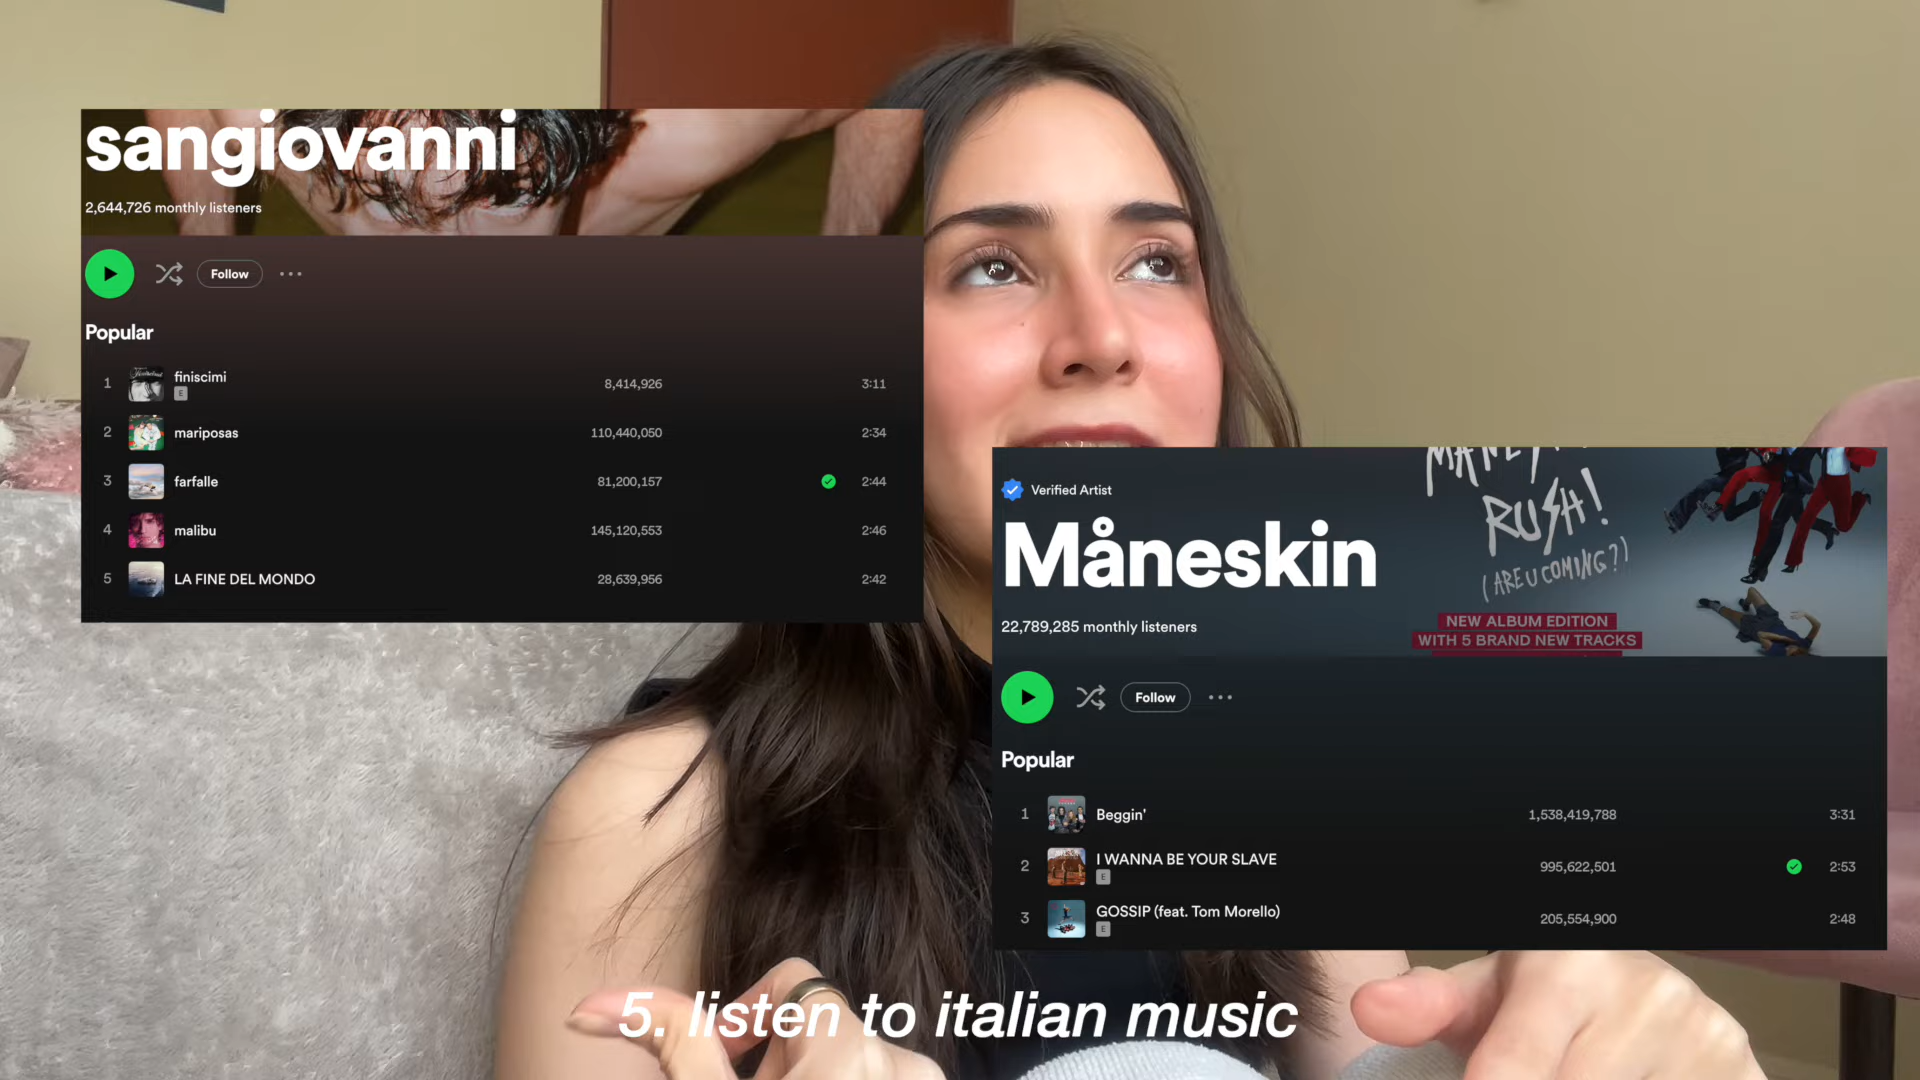 sangiovanni
2,644,726 monthly listeners
Follow
Popular
1 finiscimi 8,414,926 3:11
E
2 mariposas 110,440,050 2:34
3 farfalle 81,200,157 2:44
4 malibu 145,120,553 2:46
5 LA FINE DEL MONDO 28,639,956 2:42
RUSH!
(ARE U COMING?)
NEW ALBUM EDITION
WITH 5 BRAND NEW TRACKS
Verified Artist
Måneskin
22,789,285 monthly listeners
Follow
Popular
1 Beggin' 1,538,419,788 3:31
2 I WANNA BE YOUR SLAVE 995,622,501 2:53
E
3 GOSSIP (feat. Tom Morello) 205,554,900 2:48
E
5. listen to italian music